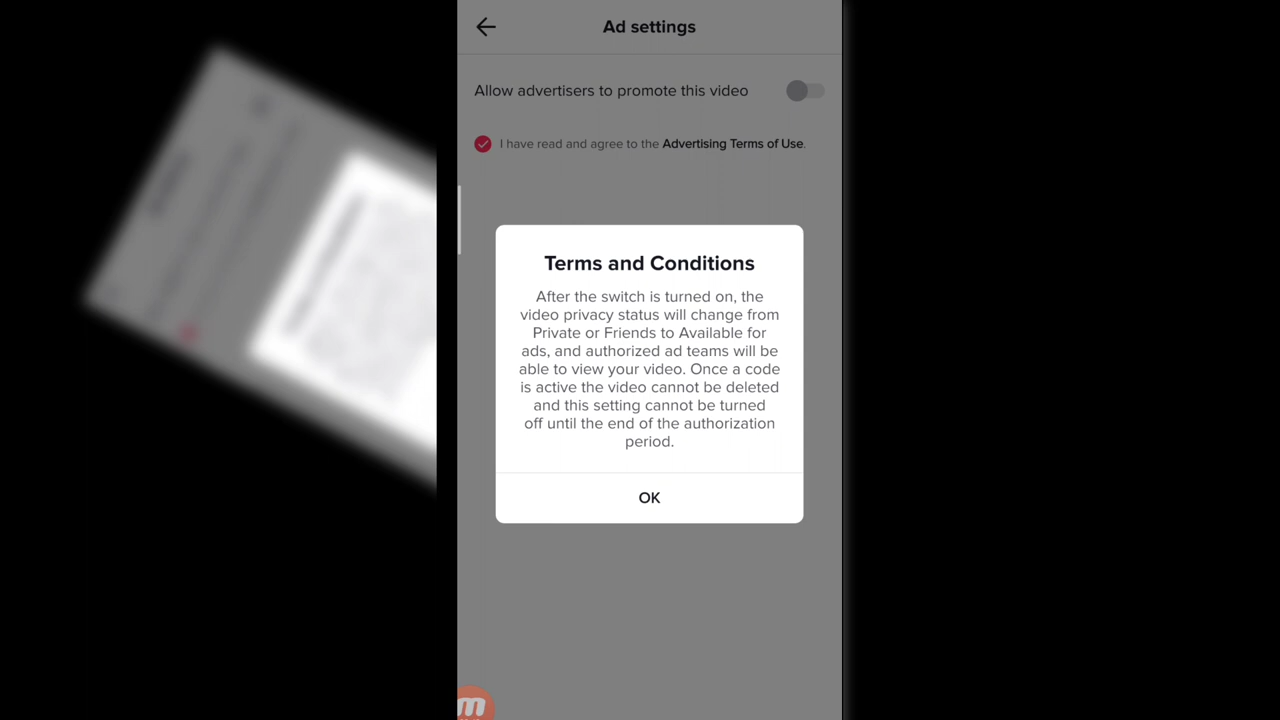 Ad settings
Allow advertisers to promote this video
I have read and agree to the Advertising Terms of Use.
Terms and Conditions
After the switch is turned on, the
video privacy status will change from
Private or Friends to Available for
ads, and authorized ad teams will be
able to view your video. Once a code
is active the video cannot be deleted
and this setting cannot be turned
off until the end of the authorization
period.
OK